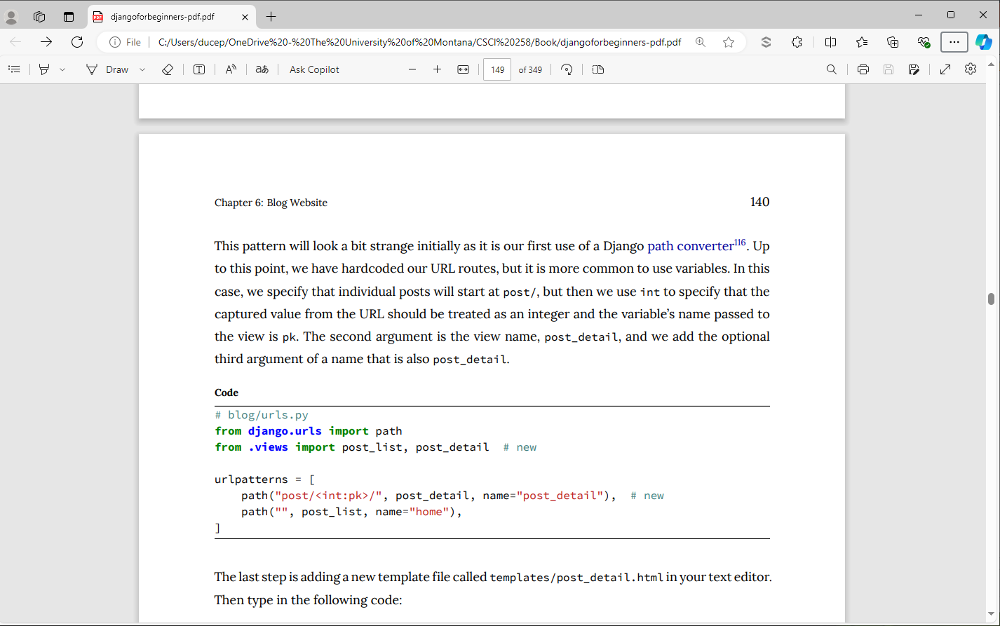 djangoforbeginners-pdf.pdf
File
C:/Users/ducep/OneDrive%20-%20The%20University%20of%20Montana/CSCI%20258/Book/djangoforbeginners-pdf.pdf
Draw
Ask Copilot
149 of 349
Chapter 6: Blog Website
140
This pattern will look a bit strange initially as it is our first use of a Django path converter116. Up
to this point, we have hardcoded our URL routes, but it is more common to use variables. In this
case, we specify that individual posts will start at post/, but then we use int to specify that the
captured value from the URL should be treated as an integer and the variable’s name passed to
the view is pk. The second argument is the view name, post_detail, and we add the optional
third argument of a name that is also post_detail.
Code
# blog/urls.py
from django.urls import path
from .views import post_list, post_detail  # new
urlpatterns = [
    path("post/<int:pk>/", post_detail, name="post_detail"),  # new
    path("", post_list, name="home"),
]
The last step is adding a new template file called templates/post_detail.html in your text editor.
Then type in the following code: